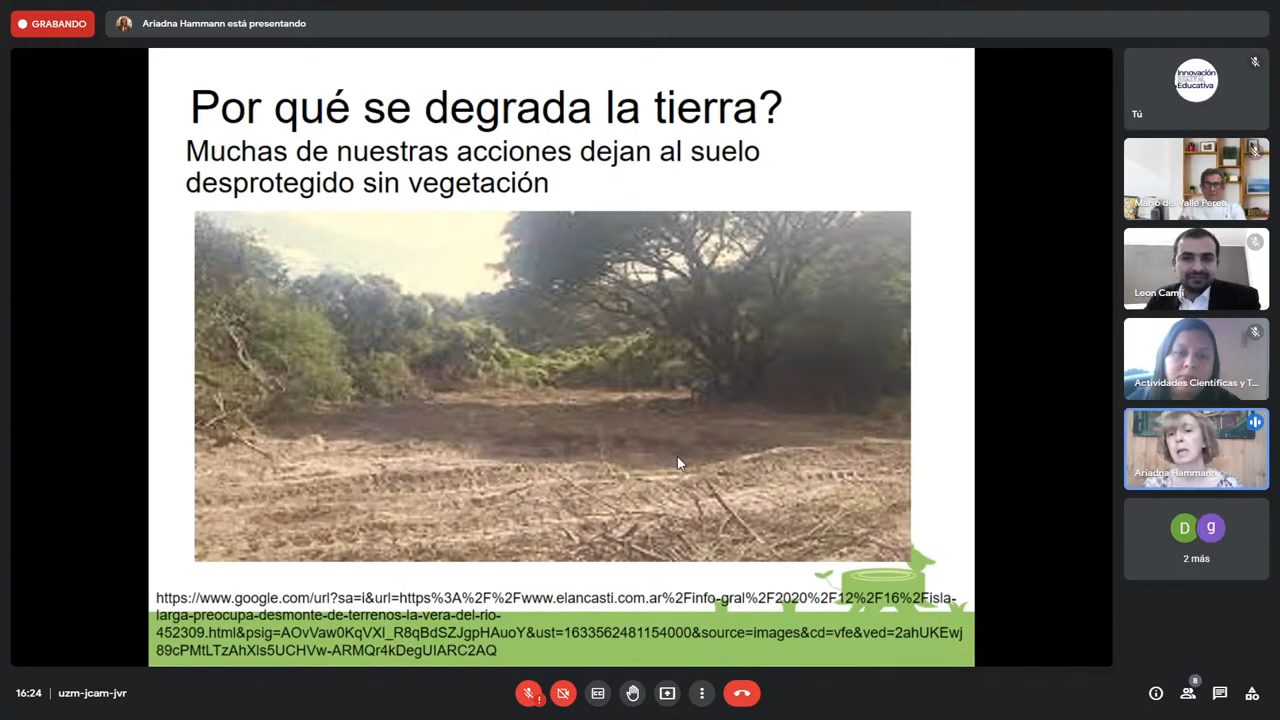 GRABANDO
Ariadna Hammann está presentando
Por qué se degrada la tierra?
Muchas de nuestras acciones dejan al suelo
desprotegido sin vegetación
https://www.google.com/url?sa=i&url=https%3A%2F%2Fwww.elancasti.com.ar%2Finfo-gral%2F2020%2F12%2F16%2Fisla-
larga-preocupa-desmonte-de-terrenos-la-vera-del-rio-
452309.html&psig=AOvVaw0KqVXI_R8qBdSZJgpHAuoY&ust=1633562481154000&source=images&cd=vfe&ved=2ahUKEwj
89cPMtLTzAhXls5UCHVw-ARMQr4kDegUIARC2AQ
Innovación
Educativa
Tú
Mario del Valle Perea
Leon Camji
Actividades Científicas y T...
Ariadna Hammann
D
g
2 más
16:24
uzm-jcam-jvr
8